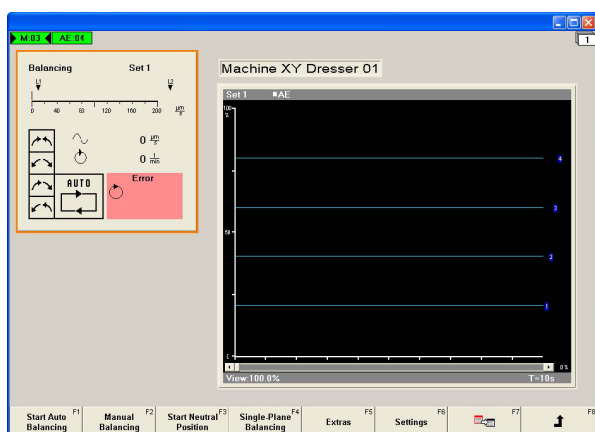 M:03 AE:04
1
Balancing Set 1
L1 L2
0 40 80 120 160 200 µm/s
0 µm/s
0 1/min
AUTO
Error
Machine XY Dresser 01
Set 1 AE
100
%
4
3
50
2
1
0
0%
View:100.0% T=10s
Start Auto Balancing F1
Manual Balancing F2
Start Neutral Position F3
Single-Plane Balancing F4
Extras F5
Settings F6
F7
F8